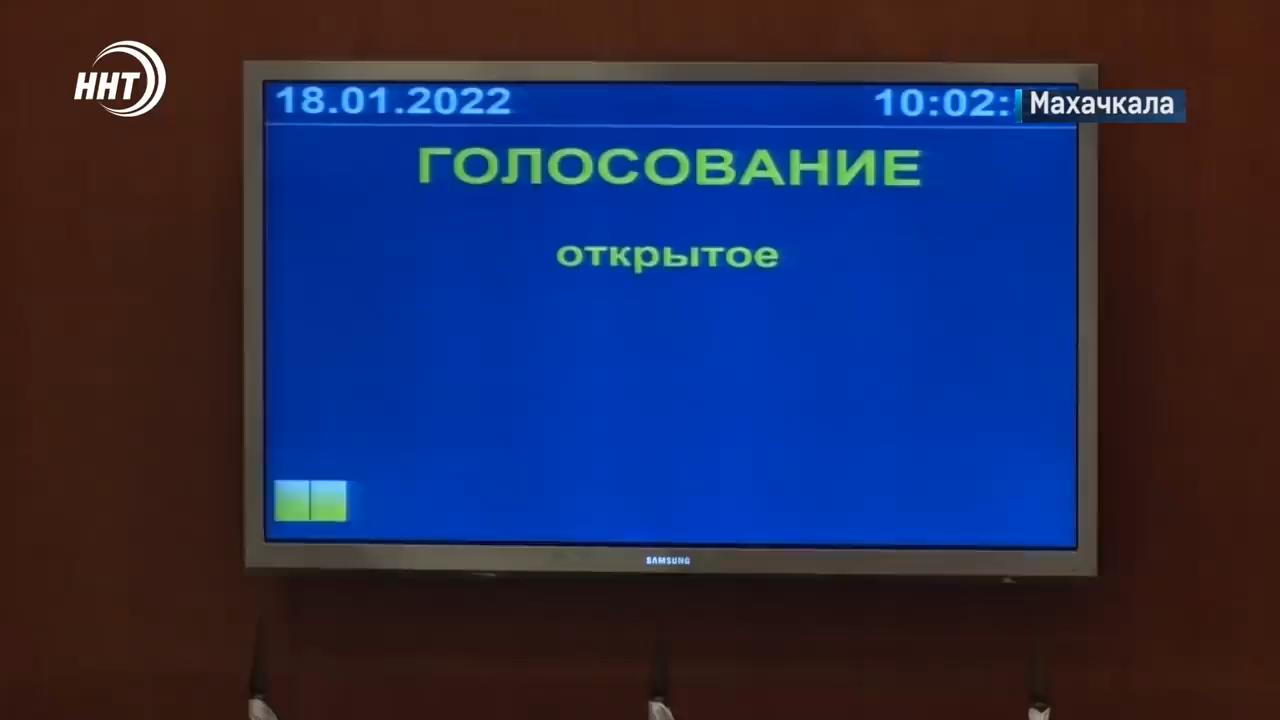 ННТ
18.01.2022
10:02:
Махачкала
ГОЛОСОВАНИЕ
открытое
SAMSUNG